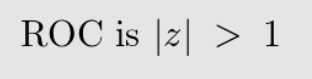 ROC is |z| > 1